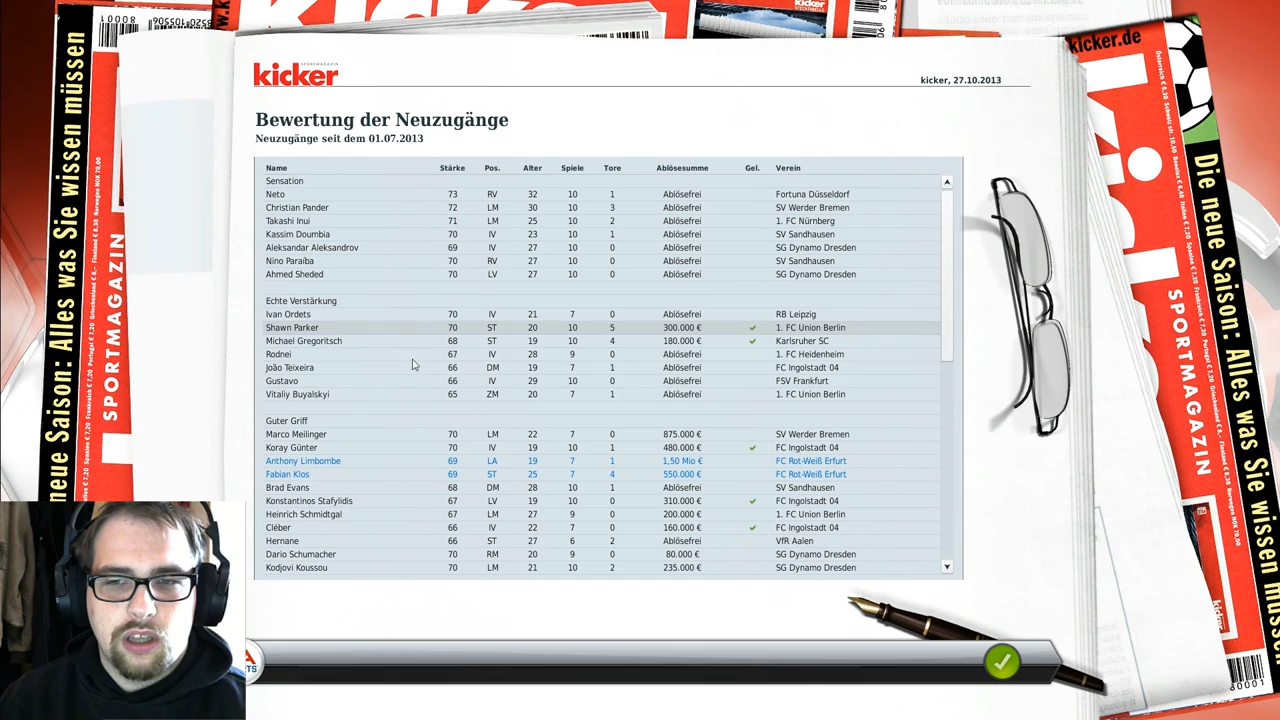 kicker
SPORTMAGAZIN
kicker, 27.10.2013
Bewertung der Neuzugänge
Neuzugänge seit dem 01.07.2013
Name Stärke Pos. Alter Spiele Tore Ablösesumme Gel. Verein
Sensation
Neto 73 RV 32 10 1 Ablösefrei Fortuna Düsseldorf
Christian Pander 72 LM 30 10 3 Ablösefrei SV Werder Bremen
Takashi Inui 71 LM 25 10 2 Ablösefrei 1. FC Nürnberg
Kassim Doumbia 70 IV 23 10 1 Ablösefrei SV Sandhausen
Aleksandar Aleksandrov 69 IV 27 10 0 Ablösefrei SG Dynamo Dresden
Nino Paraíba 70 RV 27 10 0 Ablösefrei SV Sandhausen
Ahmed Sheded 70 LV 27 10 0 Ablösefrei SG Dynamo Dresden
Echte Verstärkung
Ivan Ordets 70 IV 21 7 0 Ablösefrei RB Leipzig
Shawn Parker 70 ST 20 10 5 300.000 € ✓ 1. FC Union Berlin
Michael Gregoritsch 68 ST 19 10 4 180.000 € ✓ Karlsruher SC
Rodnei 67 IV 28 9 0 Ablösefrei 1. FC Heidenheim
João Teixeira 66 DM 19 7 1 Ablösefrei FC Ingolstadt 04
Gustavo 66 IV 29 10 0 Ablösefrei FSV Frankfurt
Vitaliy Buyalskyi 65 ZM 20 7 1 Ablösefrei 1. FC Union Berlin
Guter Griff
Marco Meilinger 70 LM 22 7 0 875.000 € SV Werder Bremen
Koray Günter 70 IV 19 10 1 480.000 € ✓ FC Ingolstadt 04
Anthony Limbombe 69 LA 19 7 1 1,50 Mio € FC Rot-Weiß Erfurt
Fabian Klos 69 ST 25 7 4 550.000 € FC Rot-Weiß Erfurt
Brad Evans 68 DM 28 10 1 Ablösefrei SV Sandhausen
Konstantinos Stafylidis 67 LV 19 10 0 310.000 € ✓ FC Ingolstadt 04
Heinrich Schmidtgal 67 LM 27 9 0 200.000 € 1. FC Union Berlin
Cléber 66 IV 22 7 0 160.000 € ✓ FC Ingolstadt 04
Hernane 66 ST 27 6 2 Ablösefrei VfR Aalen
Dario Schumacher 70 RM 20 9 0 80.000 € SG Dynamo Dresden
Kodjovi Koussou 70 LM 21 10 2 235.000 € SG Dynamo Dresden
neue Saison: Alles was Sie wissen müssen
SPORTMAGAZIN
kicker
kicker.de
Die neue Saison: Alles was Sie wissen müssen
SPORTMAGAZIN